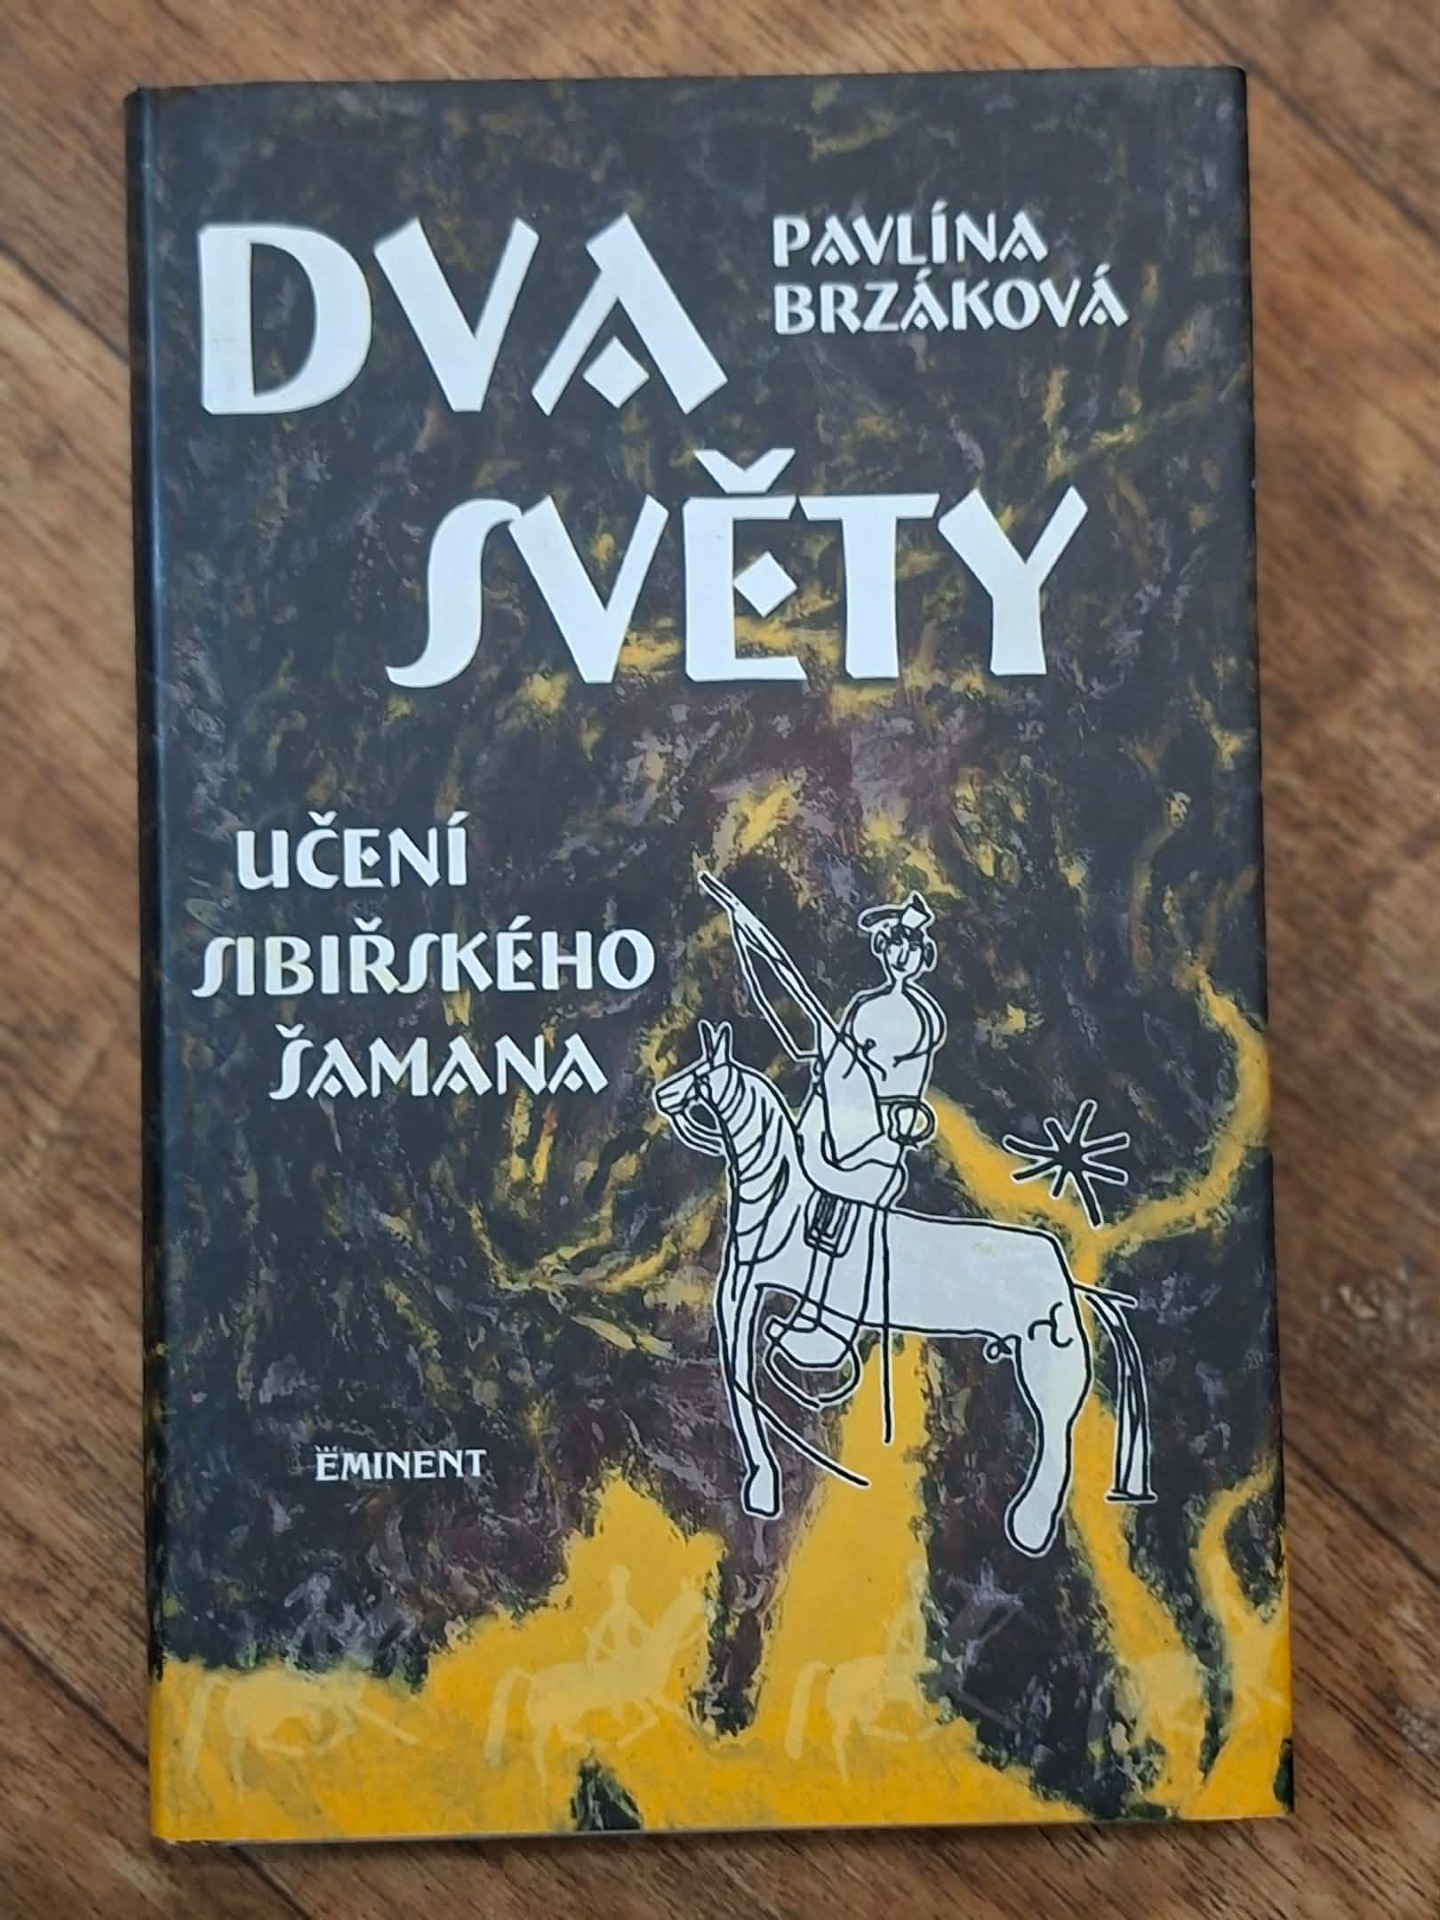 DVA
SVĚTY
PAVLÍNA
BRZÁKOVÁ
UČENÍ
SIBIŘSKÉHO
ŠAMANA
EMINENT